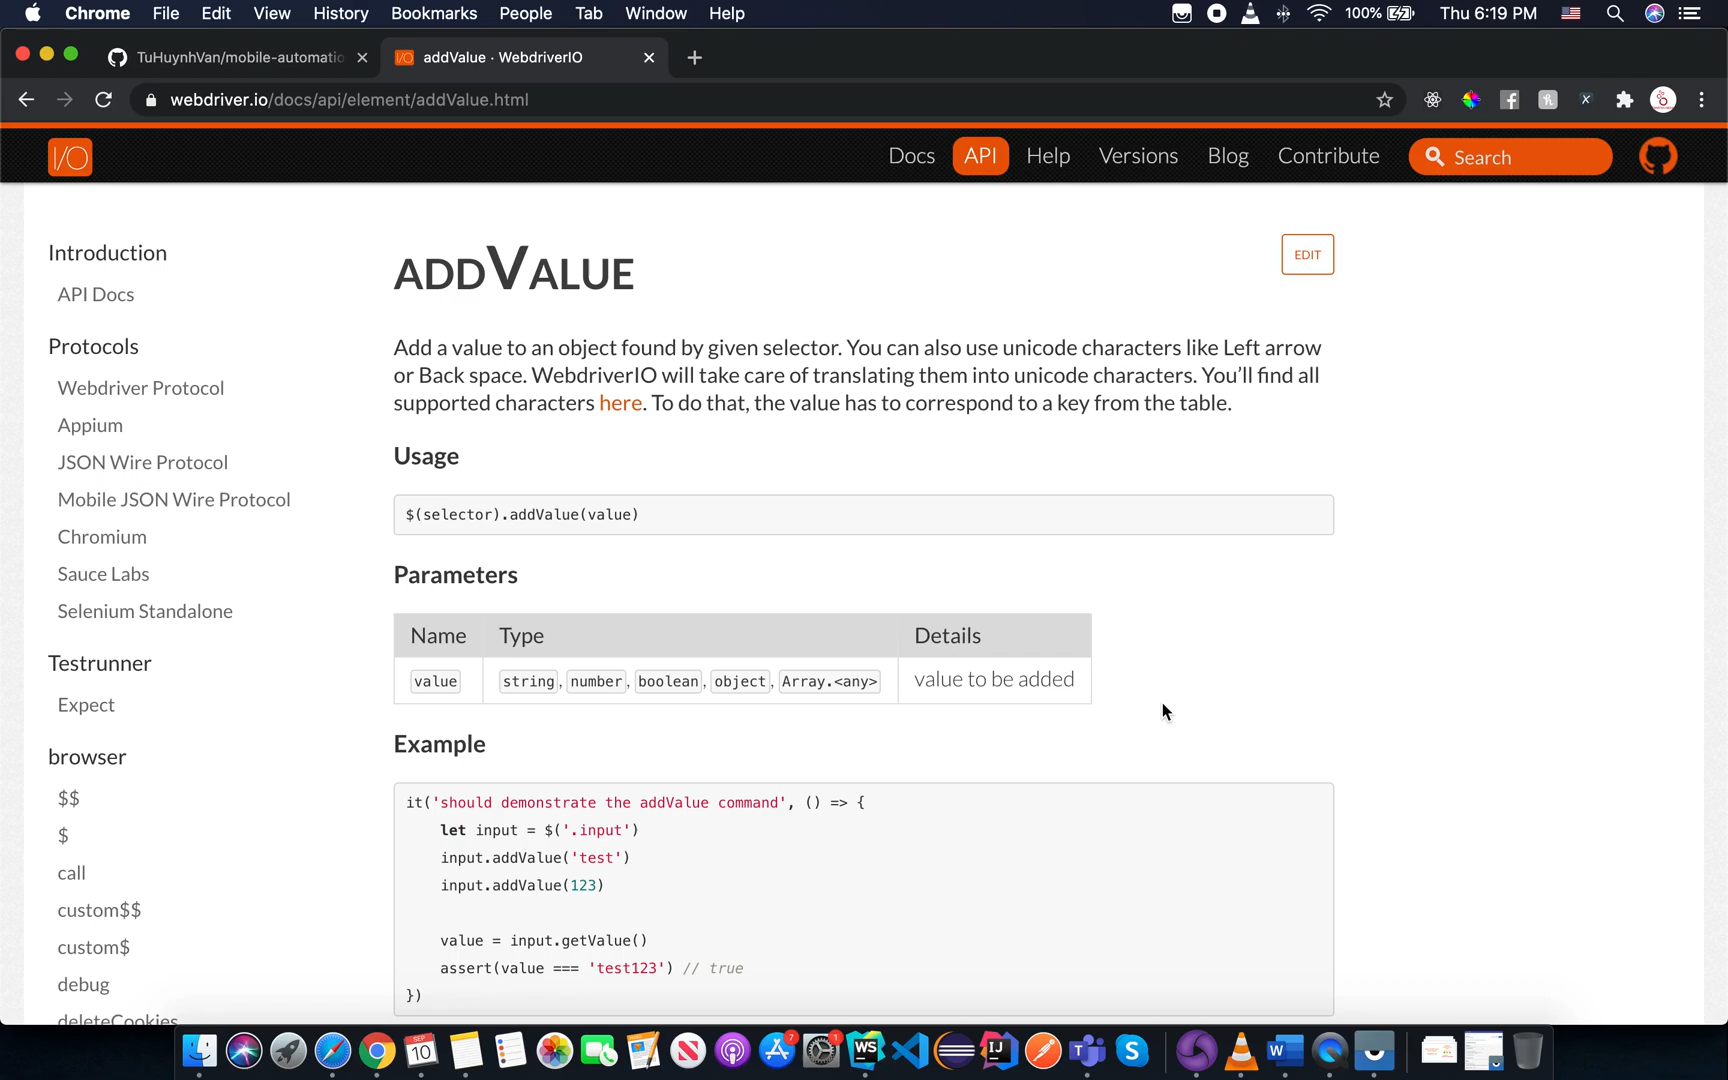 Chrome File Edit View History Bookmarks People Tab Window Help 100% Thu 6:19 PM
TuHuynhVan/mobile-automatio addValue · WebdriverIO
webdriver.io/docs/api/element/addValue.html
I/O Docs API Help Versions Blog Contribute Search
Introduction
API Docs
Protocols
Webdriver Protocol
Appium
JSON Wire Protocol
Mobile JSON Wire Protocol
Chromium
Sauce Labs
Selenium Standalone
Testrunner
Expect
browser
$$
$
call
custom$$
custom$
debug
deleteCookies
ADDVALUE
EDIT
Add a value to an object found by given selector. You can also use unicode characters like Left arrow
or Back space. WebdriverIO will take care of translating them into unicode characters. You’ll find all
supported characters here. To do that, the value has to correspond to a key from the table.
Usage
$(selector).addValue(value)
Parameters
Name Type Details
value string, number, boolean, object, Array.<any> value to be added
Example
it('should demonstrate the addValue command', () => {
let input = $('.input')
input.addValue('test')
input.addValue(123)
value = input.getValue()
assert(value === 'test123') // true
})
SEP
10
7
1
WS
IJ
T
S
W